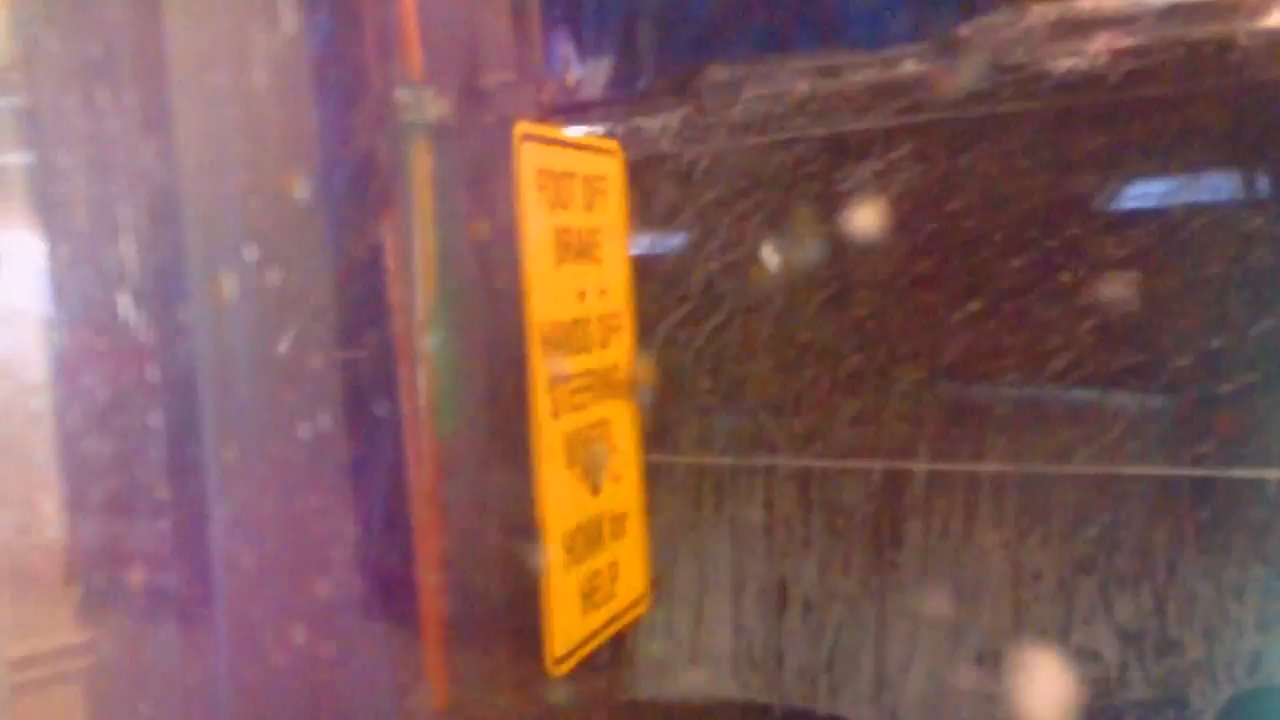 FOOT OFF
BRAKE
HANDS OFF
STEERING
HONK for
HELP